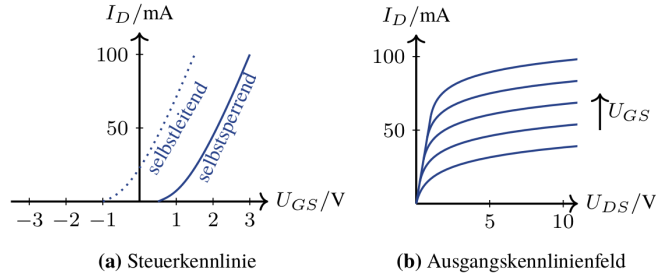 I_D/mA
100
50
selbstleitend
selbstsperrend
−3 −2 −1 1 2 3
U_GS/V
(a) Steuerkennlinie
I_D/mA
100
50
U_GS
5 10
U_DS/V
(b) Ausgangskennlinienfeld